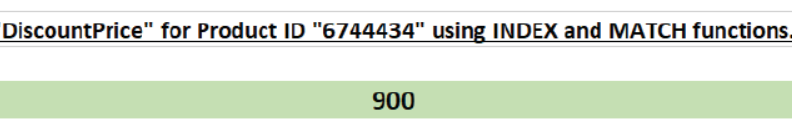 "DiscountPrice" for Product ID "6744434" using INDEX and MATCH functions.
900